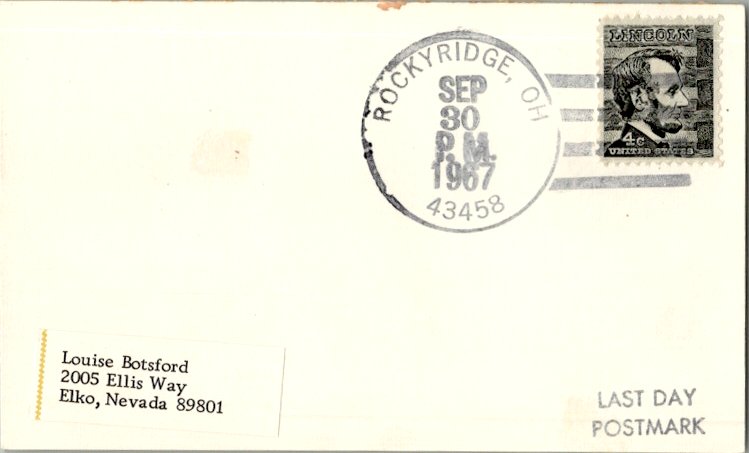 ROCKYRIDGE, OH
SEP
30
P.M.
1967
43458
LINCOLN
4c
UNITED STATES
Louise Botsford
2005 Ellis Way
Elko, Nevada 89801
LAST DAY
POSTMARK